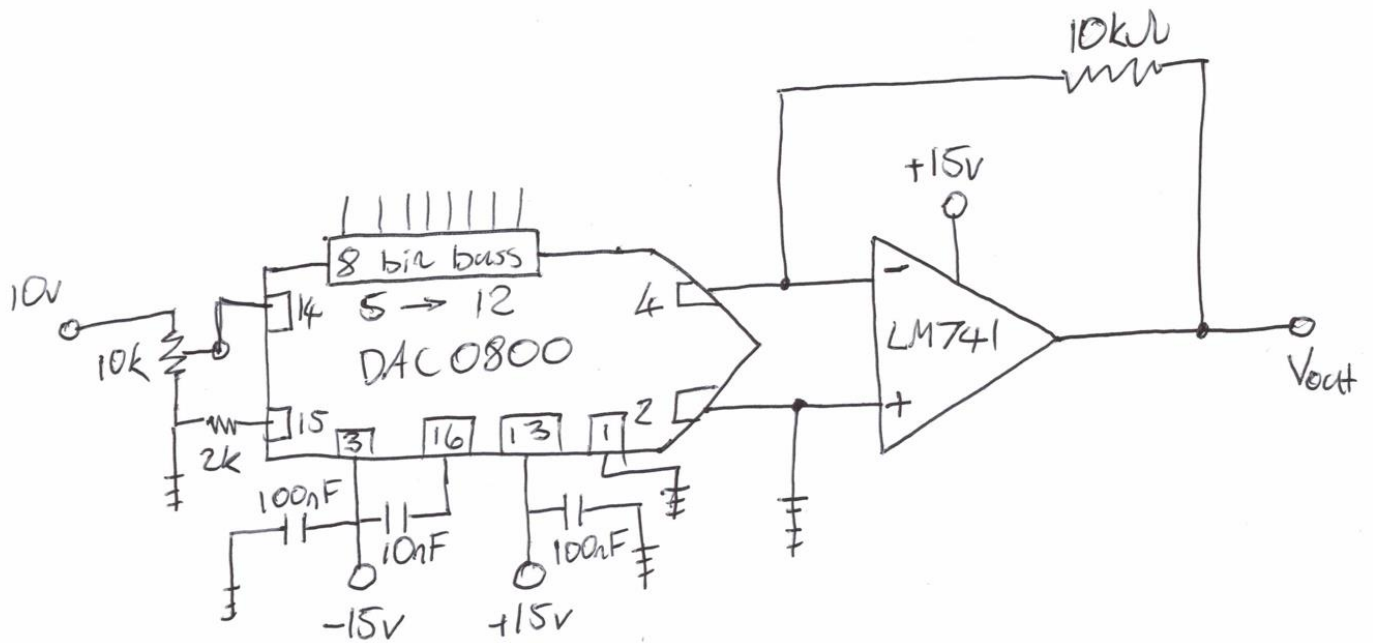 10kΩ
+15v
8 bit buss
10v
14
5 → 12
4
-
10k
DAC0800
LM741
Vout
15
2
+
2k
3
16
13
1
100nF
10nF
100nF
-15v
+15v